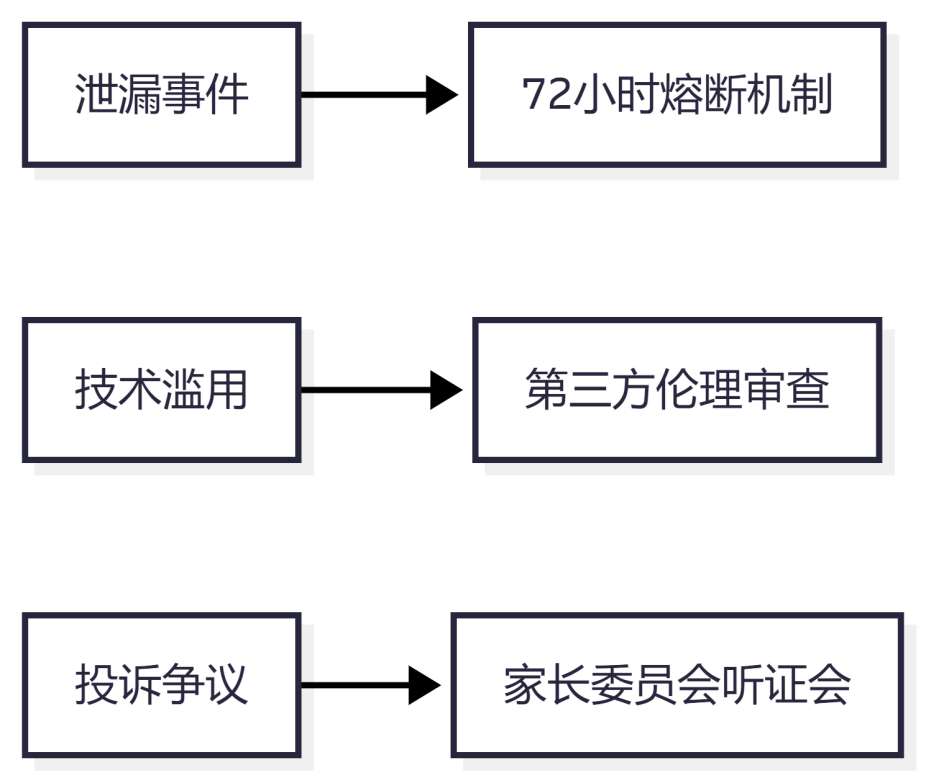 泄漏事件
72小时熔断机制
技术滥用
第三方伦理审查
投诉争议
家长委员会听证会